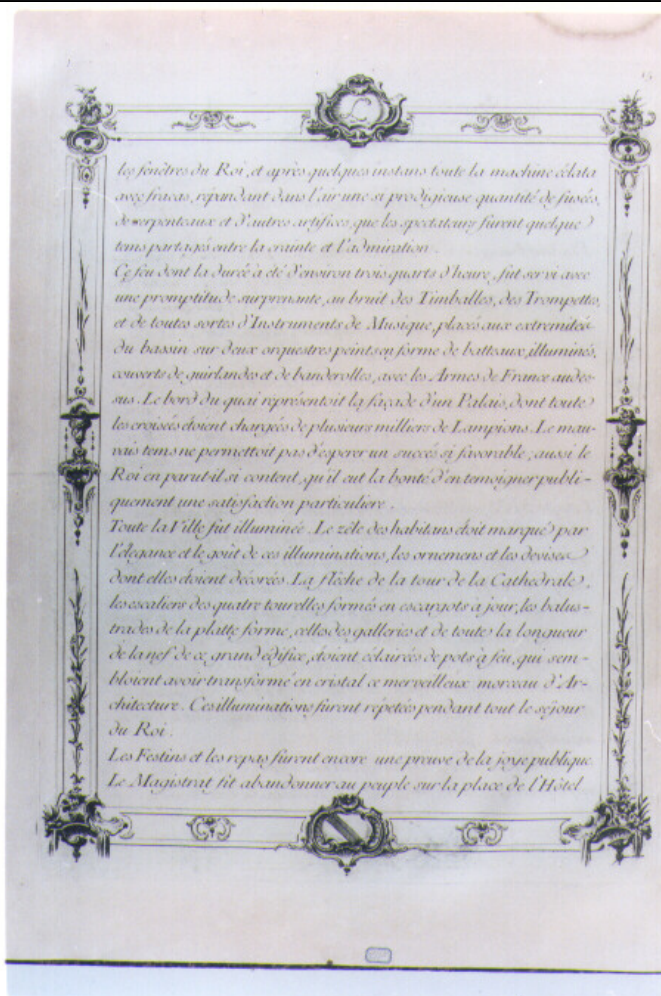 les fenêtres du Roi, et après quelques instans toute la machine éclata
avec fracas, répandant dans l'air une si prodigieuse quantité de fusées,
de serpenteaux et d'autres artifices, que les spectateurs furent quelque
tems partagés entre la crainte et l'admiration.
Ce feu dont la durée a été d'environ trois quarts d'heure, fut servi avec
une promptitude surprenante, au bruit des Timballes, des Trompettes,
et de toutes sortes d'Instruments de Musique, placés aux extremités
du bassin sur deux orquestres peints en forme de batteaux, illuminés,
couverts de guirlandes et de banderolles, avec les Armes de France audes-
sus. Le bord du quai représentoit la façade d'un Palais, dont toute
les croisées étoient chargées de plusieurs milliers de Lampions. Le mau-
vais tems ne permettoit pas d'esperer un succés si favorable, aussi le
Roi en parut-il si content, qu'il eut la bonté d'en temoigner publi-
quement une satisfaction particuliere.
Toute la Ville fut illuminée. Le zèle des habitans étoit marqué par
l'élegance et le goût de ces illuminations, les ornemens et les devises
dont elles étoient décorées. La flèche de la tour de la Cathedrale,
les escaliers des quatre tourelles formés en escargots à jour, les balus-
trades de la platte forme, celles des galleries et de toute la longueur
de la nef de ce grand édifice, étoient éclairées de pots à feu, qui sem-
bloient avoir transformé en cristal ce merveilleux morceau d'Ar-
chitecture. Ces illuminations furent répetées pendant tout le séjour
du Roi.
Les Festins et les repas furent encore une preuve de la joye publique.
Le Magistrat fit abandonner au peuple sur la place de l'Hôtel